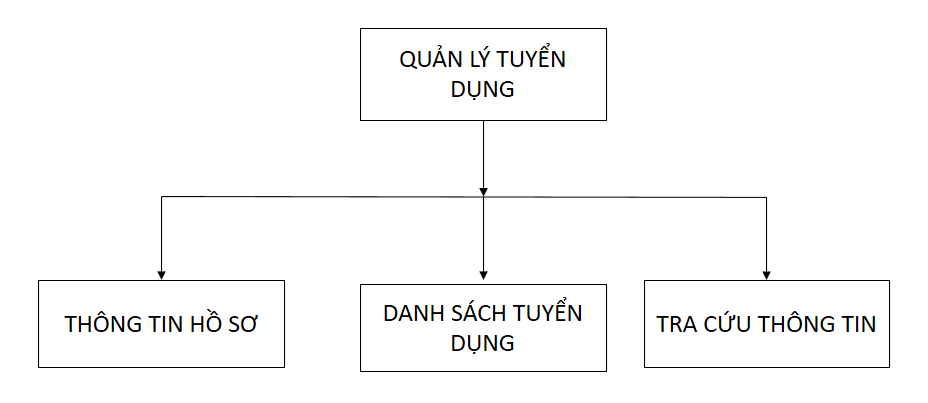 QUẢN LÝ TUYỂN
DỤNG
THÔNG TIN HỒ SƠ
DANH SÁCH TUYỂN
DỤNG
TRA CỨU THÔNG TIN